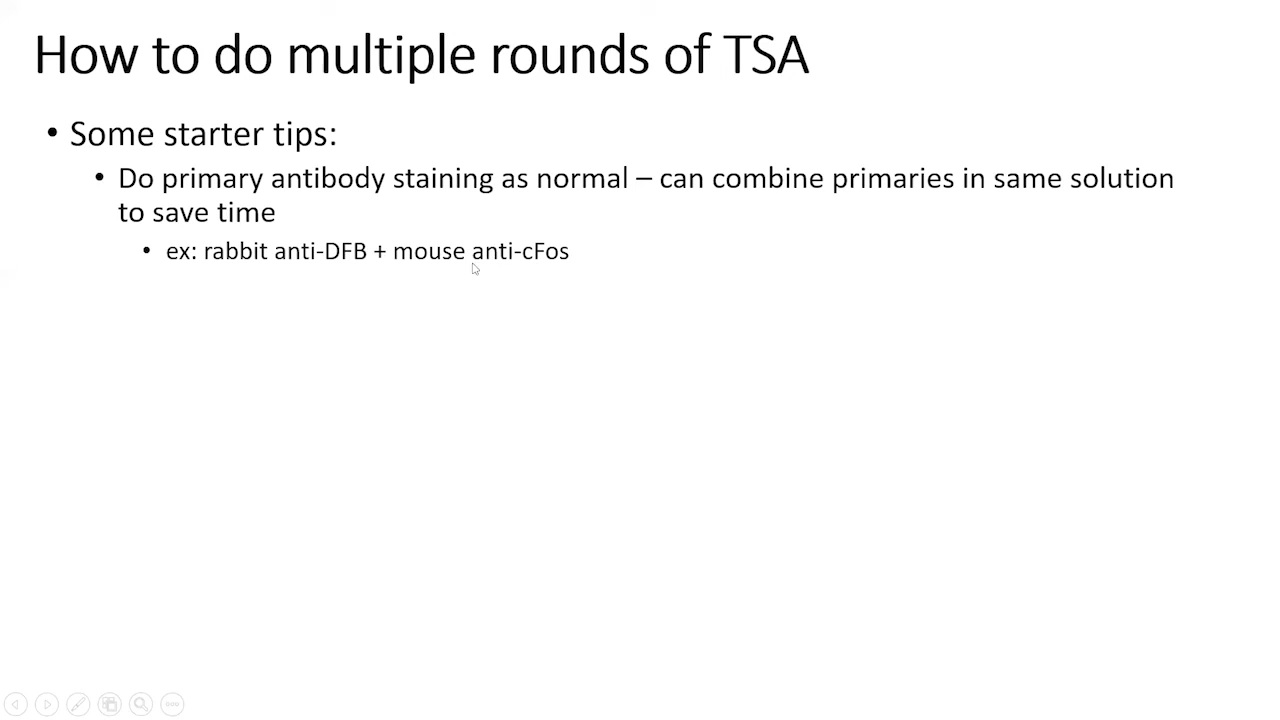 How to do multiple rounds of TSA
• Some starter tips:
• Do primary antibody staining as normal – can combine primaries in same solution
to save time
• ex: rabbit anti-DFB + mouse anti-cFos